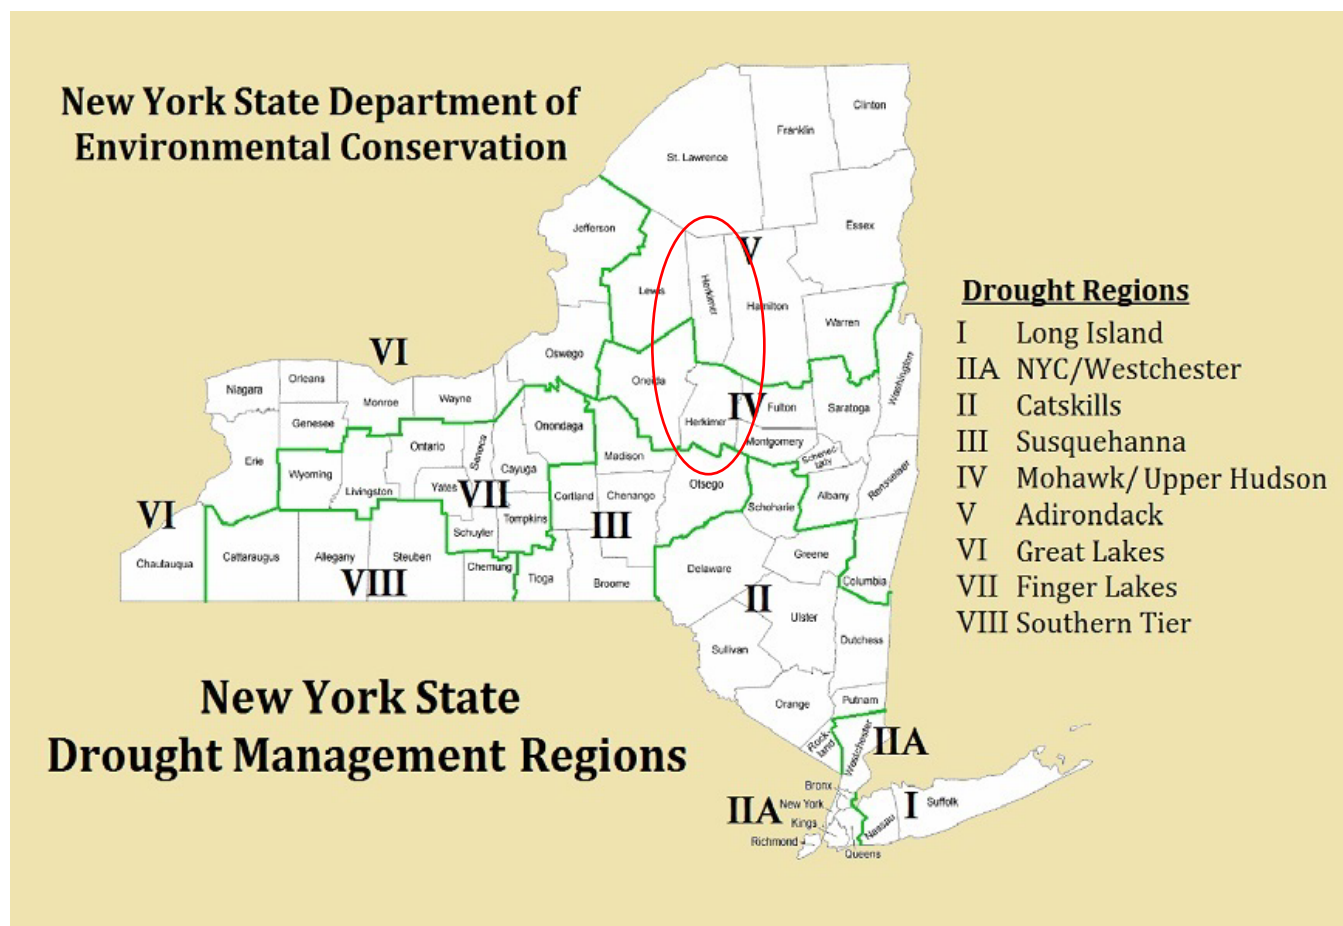 New York State Department of
Environmental Conservation
Clinton
Franklin
St. Lawrence
Jefferson
Essex
V
Lewis
Herkimer
Hamilton
Warren
Drought Regions
I Long Island
IIA NYC/Westchester
II Catskills
III Susquehanna
IV Mohawk/Upper Hudson
V Adirondack
VI Great Lakes
VII Finger Lakes
VIII Southern Tier
VI
Oswego
Oneida
Washington
Niagara
Orleans
Monroe
Wayne
Genesee
Herkimer
IV
Fulton
Saratoga
Onondaga
Montgomery
Ontario
Seneca
Madison
Schenec-
tady
Erie
Wyoming
Livingston
Yates
VII
Cayuga
Cortland
Chenango
Otsego
Albany
Rensselaer
VI
Schoharie
Tompkins
III
Schuyler
Chautauqua
Cattaraugus
Allegany
Steuben
VIII
Chemung
Tioga
Broome
Delaware
Greene
Columbia
II
Ulster
Sullivan
Dutchess
New York State
Drought Management Regions
Orange
Putnam
Rock-
land
Westchester
IIA
Bronx
IIA
New York
Kings
Richmond
Queens
Nassau
I
Suffolk